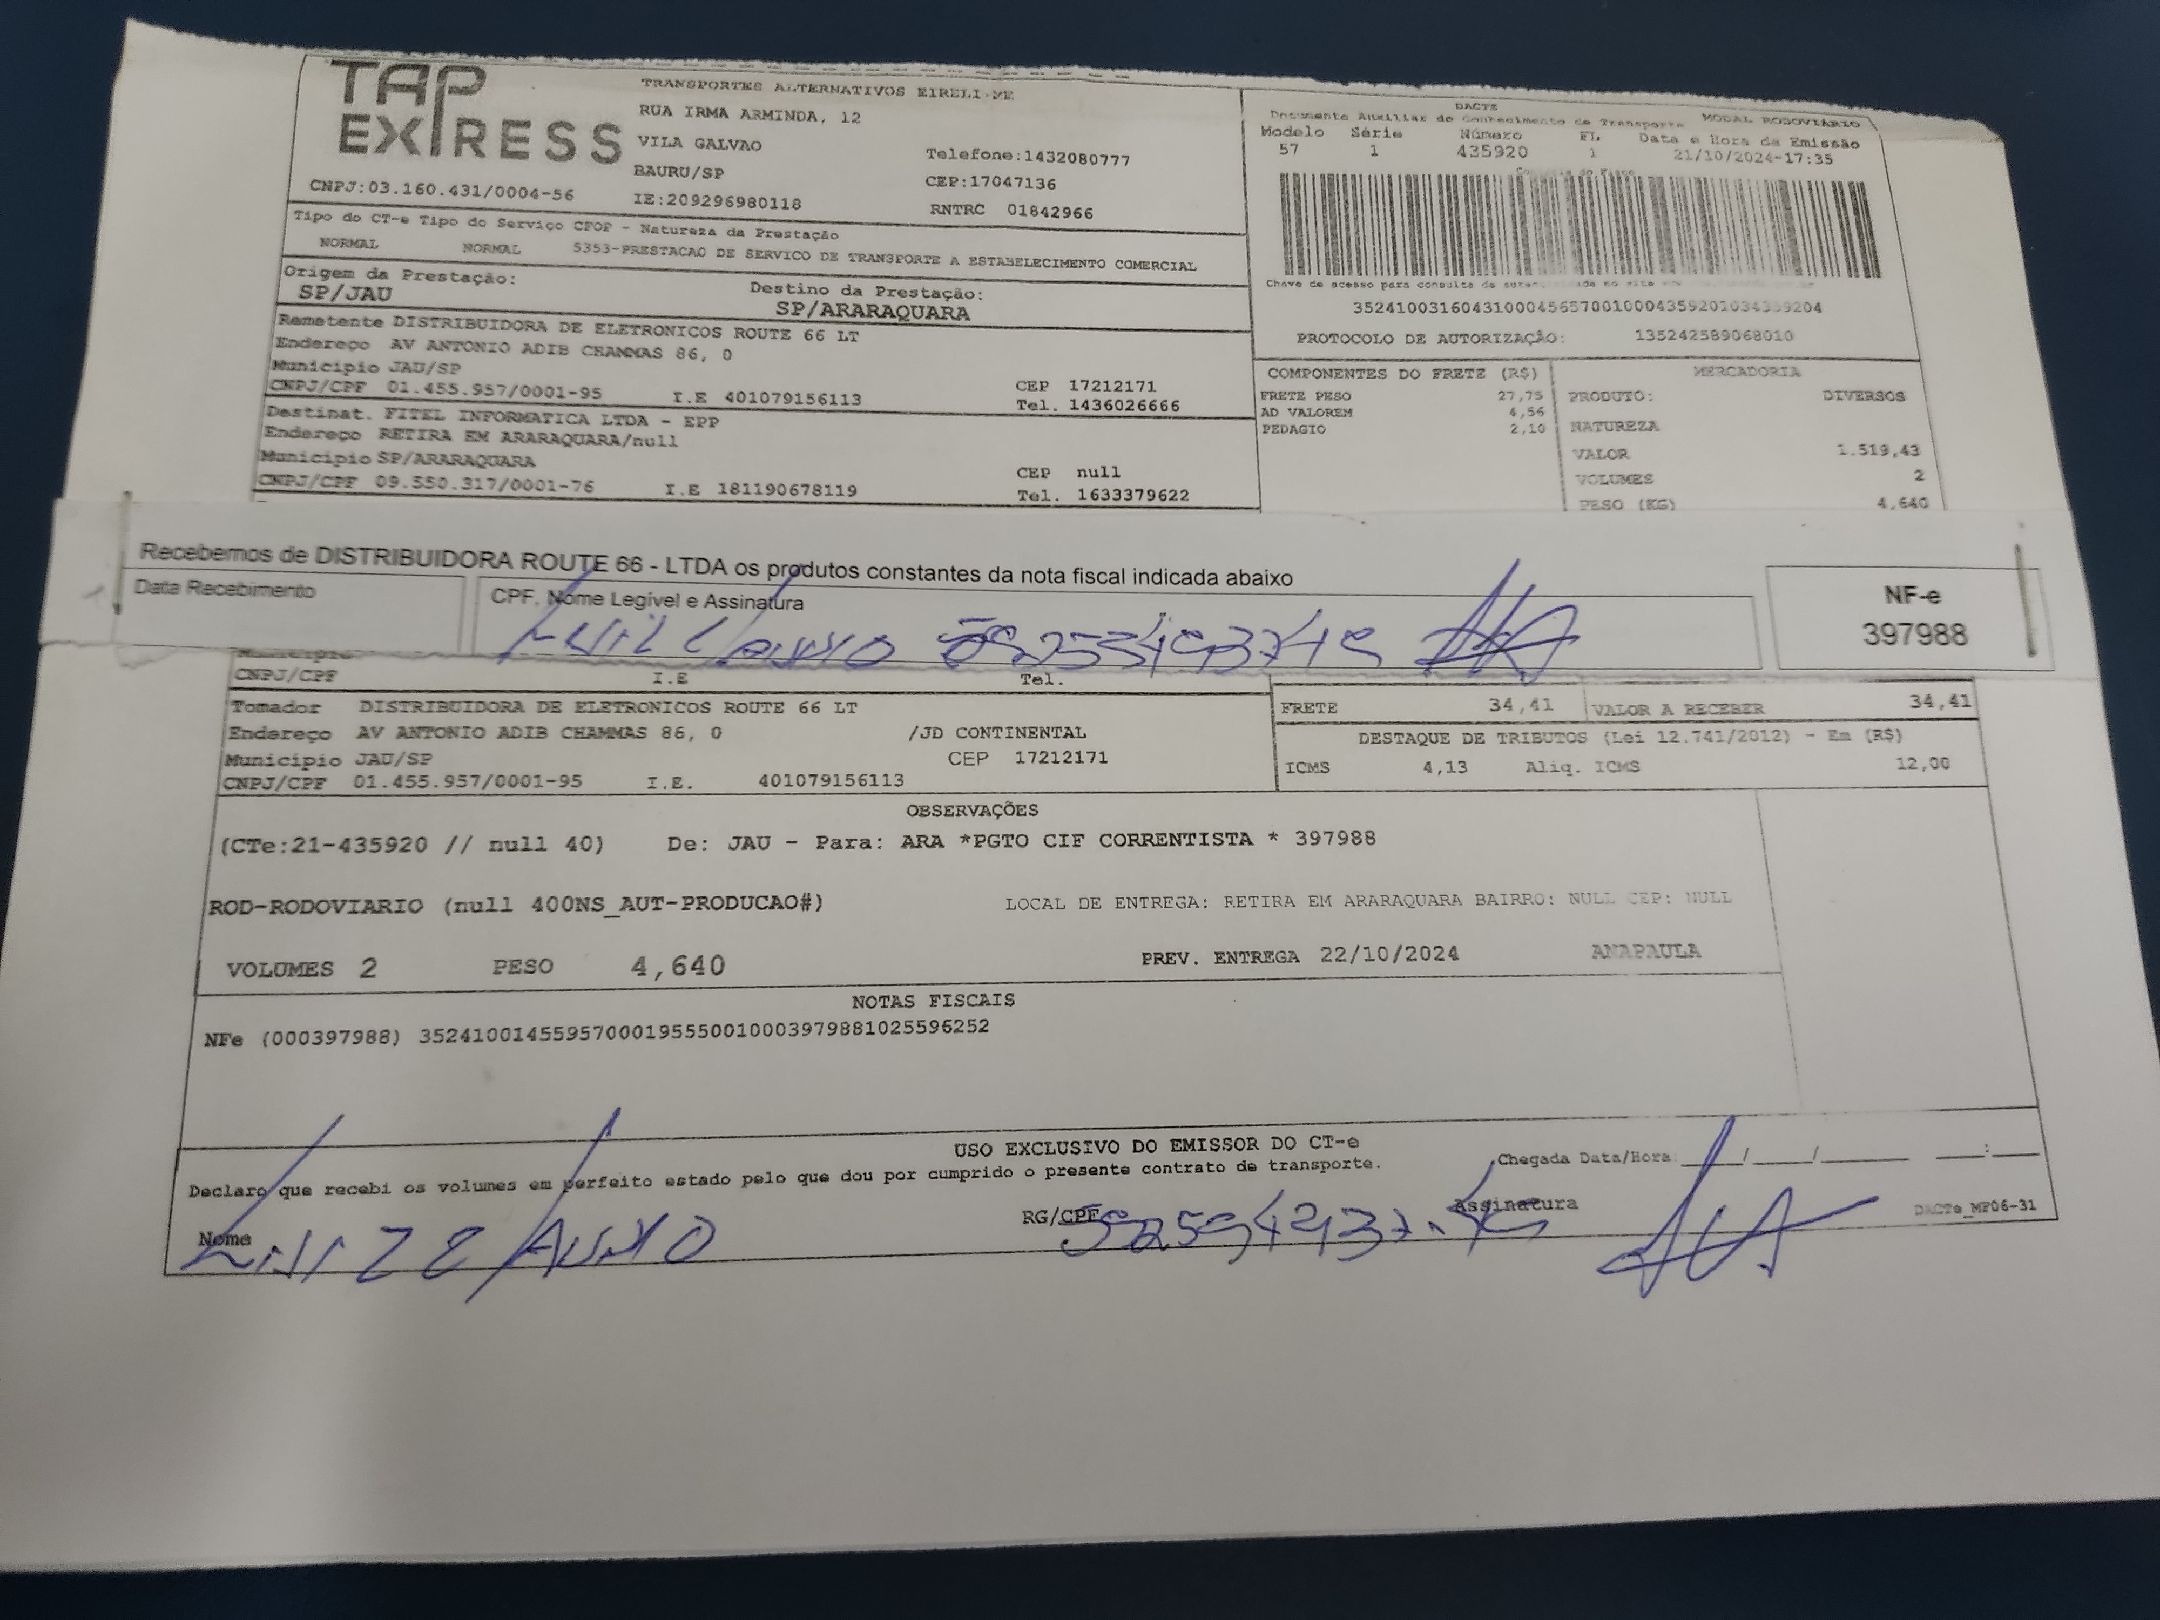 TAP EXPRESS
TRANSPORTES ALTERNATIVOS EIRELI-ME
RUA IRMA ARMINDA, 12
VILA GALVAO Telefone:1432080777
BAURU/SP CEP:17047136
CNPJ:03.160.431/0004-56 IE:209296980118 RNTRC 01842966
DACTE
Documento Auxiliar do Conhecimento de Transporte MODAL RODOVIÁRIO
Modelo Série Número FL Data e Hora da Emissão
57 1 435920 1 21/10/2024-17:35
Tipo do CT-e Tipo do Serviço CFOP - Natureza da Prestação
NORMAL NORMAL 5353-PRESTACAO DE SERVICO DE TRANSPORTE A ESTABELECIMENTO COMERCIAL
Chave de acesso para consulta de
PROTOCOLO DE AUTORIZAÇÃO: 135242589068010
Origem da Prestação: Destino da Prestação:
SP/JAU SP/ARARAQUARA
Remetente DISTRIBUIDORA DE ELETRONICOS ROUTE 66 LT
Endereço AV ANTONIO ADIB CHAMMAS 86, 0
Municipio JAU/SP CEP 17212171
CNPJ/CPF 01.455.957/0001-95 I.E 401079156113 Tel. 1436026666
Destinat. FITEL INFORMATICA LTDA - EPP
Endereço RETIRA EM ARARAQUARA/null
Municipio SP/ARARAQUARA CEP null
CNPJ/CPF 09.550.317/0001-76 I.E 181190678119 Tel. 1633379622
COMPONENTES DO FRETE (R$) MERCADORIA
FRETE PESO 27,75 PRODUTO: DIVERSOS
AD VALOREM 4,56 NATUREZA
PEDAGIO 2,10 VALOR 1.519,43
VOLUMES 2
PESO (KG) 4,640
Recebemos de DISTRIBUIDORA ROUTE 66 - LTDA os produtos constantes da nota fiscal indicada abaixo
Data Recebimento CPF, Nome Legível e Assinatura NF-e
397988
Municipio
CNPJ/CPF I.E Tel.
Tomador DISTRIBUIDORA DE ELETRONICOS ROUTE 66 LT
Endereço AV ANTONIO ADIB CHAMMAS 86, 0 /JD CONTINENTAL
Municipio JAU/SP CEP 17212171
CNPJ/CPF 01.455.957/0001-95 I.E. 401079156113
FRETE 34,41 VALOR A RECEBER 34,41
DESTAQUE DE TRIBUTOS (Lei 12.741/2012) - Em (R$)
ICMS 4,13 Aliq. ICMS 12,00
OBSERVAÇÕES
(CTe:21-435920 // null 40) De: JAU - Para: ARA *PGTO CIF CORRENTISTA * 397988
ROD-RODOVIARIO (null 400NS_AUT-PRODUCAO#) LOCAL DE ENTREGA: RETIRA EM ARARAQUARA BAIRRO: NULL CEP: NULL
VOLUMES 2 PESO 4,640 PREV. ENTREGA 22/10/2024 ANAPAULA
NOTAS FISCAIS
NFe (000397988) 35241001455957000195550010003979881025596252
USO EXCLUSIVO DO EMISSOR DO CT-e
Declaro que recebi os volumes em perfeito estado pelo que dou por cumprido o presente contrato de transporte. Chegada Data/Hora: ____/____/______ ___:___
Nome RG/CPF Assinatura DACTe_MP06-31